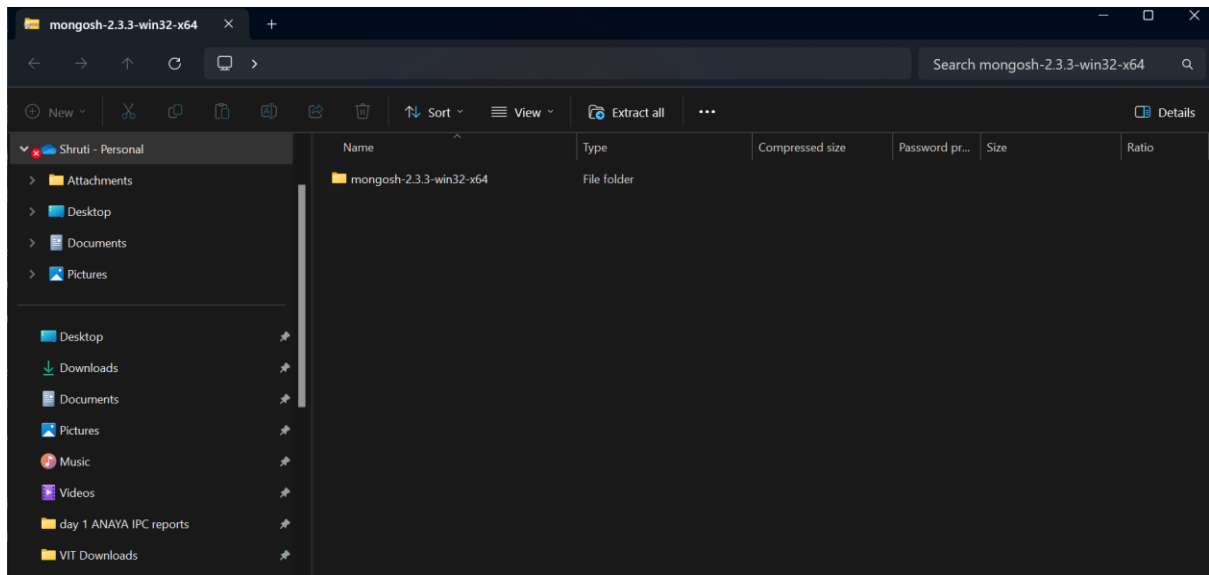 mongosh-2.3.3-win32-x64
Search mongosh-2.3.3-win32-x64
New Sort View Extract all ... Details
Shruti - Personal
Attachments
Desktop
Documents
Pictures
Desktop
Downloads
Documents
Pictures
Music
Videos
day 1 ANAYA IPC reports
VIT Downloads
Name Type Compressed size Password pr... Size Ratio
mongosh-2.3.3-win32-x64 File folder